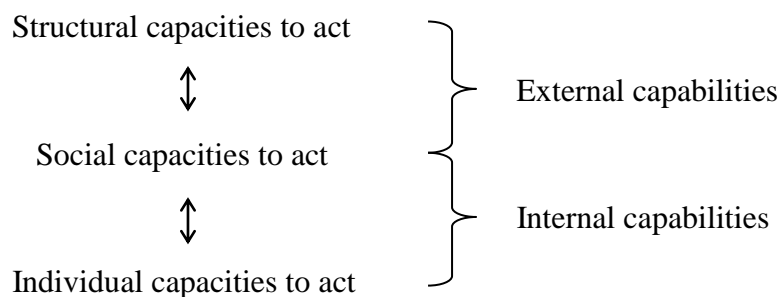 Structural capacities to act
External capabilities
Social capacities to act
Internal capabilities
Individual capacities to act